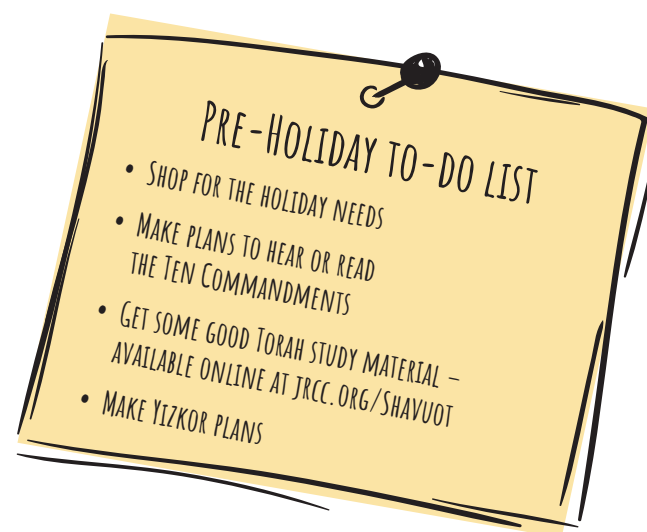 Pre-Holiday to-do list
• Shop for the holiday needs
• Make plans to hear or read
the Ten Commandments
• Get some good Torah study material –
available online at jrcc.org/Shavuot
• Make Yizkor plans